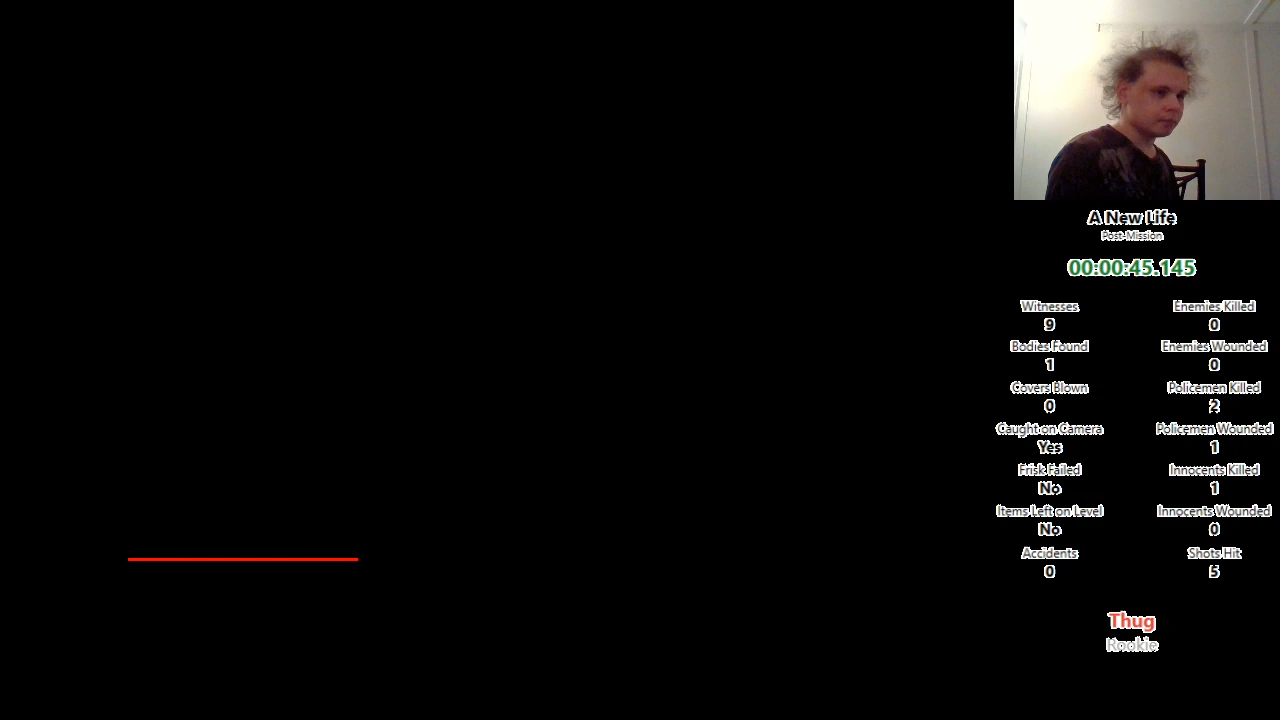 A New Life
Post-Mission
00:00:45.145
Witnesses
9
Enemies Killed
0
Bodies Found
1
Enemies Wounded
0
Covers Blown
0
Policemen Killed
2
Caught on Camera
Yes
Policemen Wounded
1
Frisk Failed
No
Innocents Killed
1
Items Left on Level
No
Innocents Wounded
0
Accidents
0
Shots Hit
5
Thug
Rookie